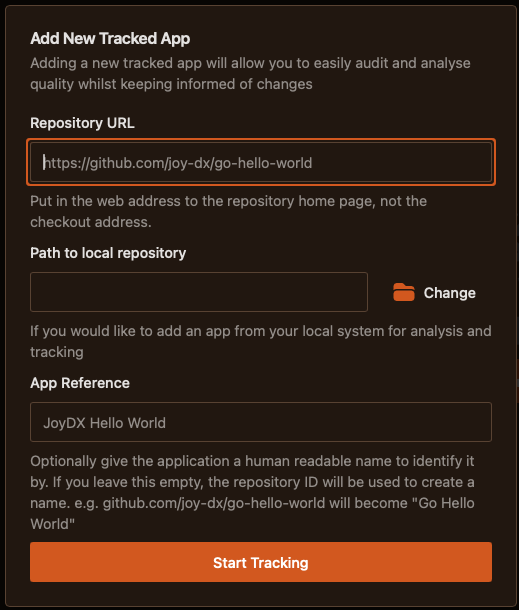 Add New Tracked App
Adding a new tracked app will allow you to easily audit and analyse
quality whilst keeping informed of changes
Repository URL
https://github.com/joy-dx/go-hello-world
Put in the web address to the repository home page, not the
checkout address.
Path to local repository
Change
If you would like to add an app from your local system for analysis and
tracking
App Reference
JoyDX Hello World
Optionally give the application a human readable name to identify it
by. If you leave this empty, the repository ID will be used to create a
name. e.g. github.com/joy-dx/go-hello-world will become "Go Hello
World"
Start Tracking